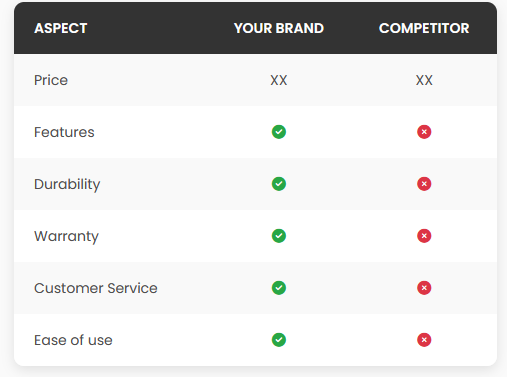 ASPECT YOUR BRAND COMPETITOR
Price XX XX
Features
Durability
Warranty
Customer Service
Ease of use